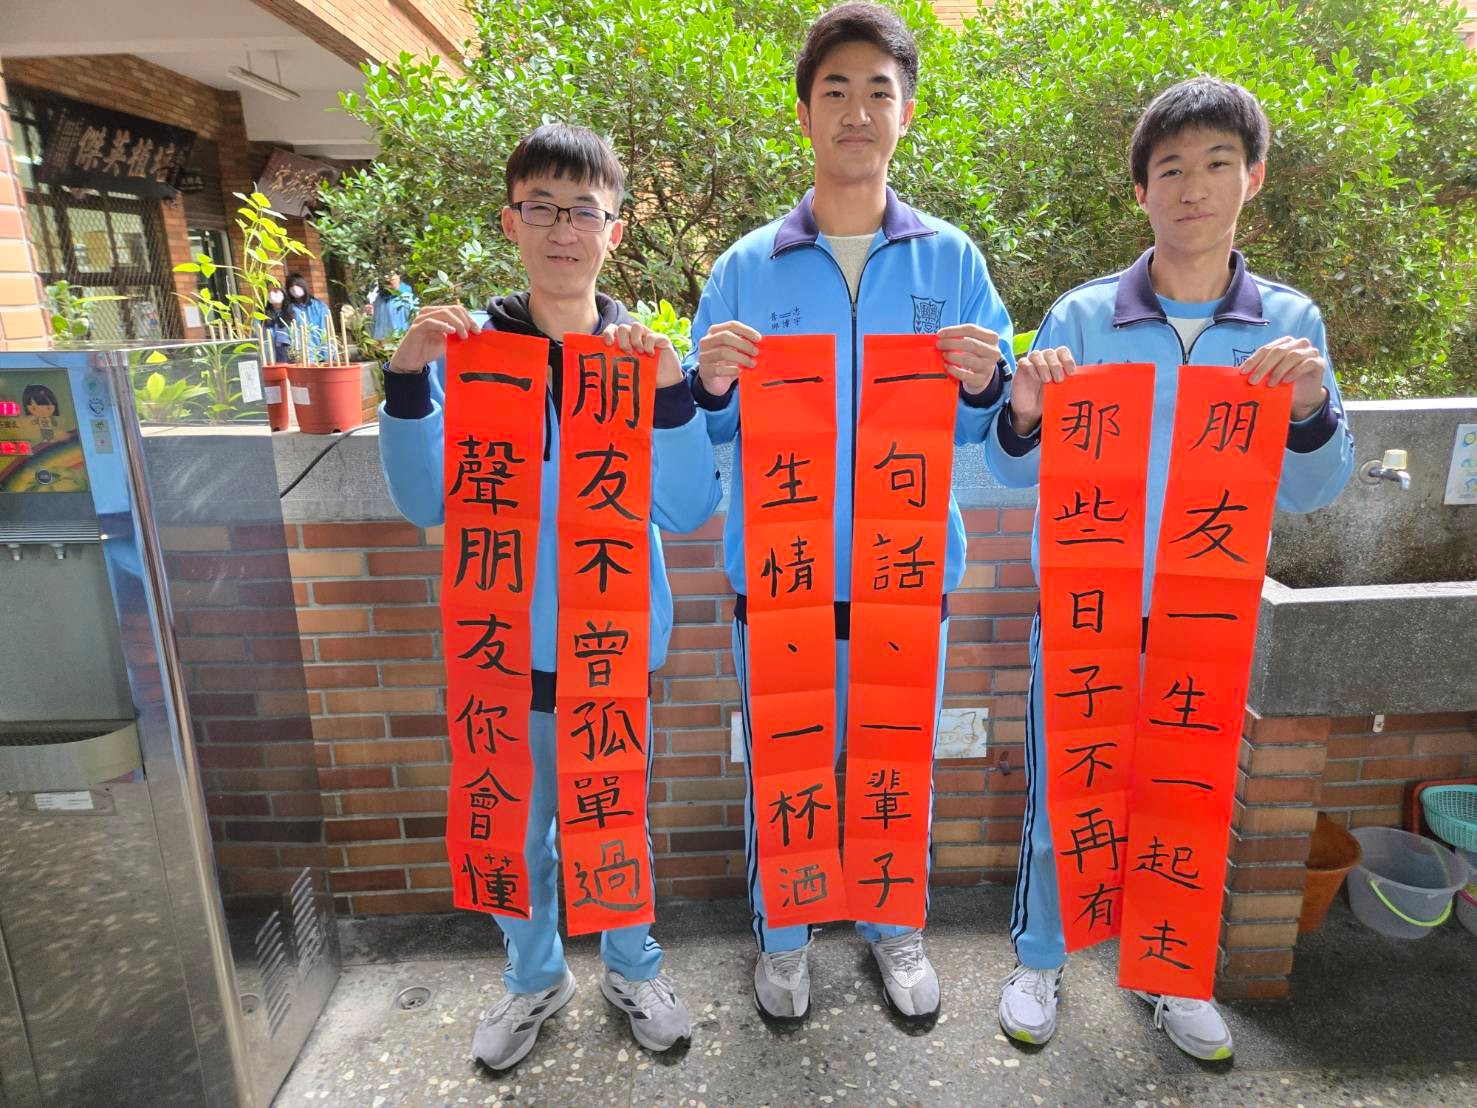 培植英傑
朋友一生一起走
那些日子不再有
一句話、一輩子
一生情、一杯酒
朋友不曾孤單過
一聲朋友你會懂